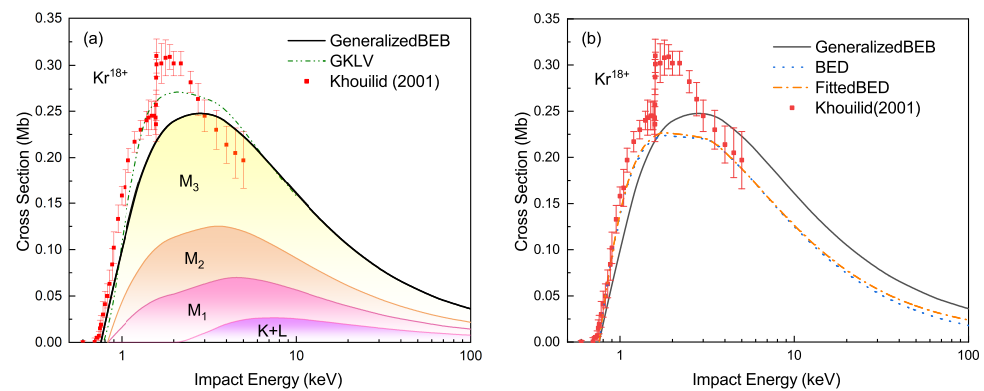 (a)
GeneralizedBEB
GKLV
Khouilid (2001)
Kr18+
M3
M2
M1
K+L
0.35
0.30
0.25
0.20
0.15
0.10
0.05
0.00
Cross Section (Mb)
1
10
100
Impact Energy (keV)
(b)
GeneralizedBEB
BED
FittedBED
Khouilid(2001)
Kr18+
0.35
0.30
0.25
0.20
0.15
0.10
0.05
0.00
Cross Section (Mb)
1
10
100
Impact Energy (keV)